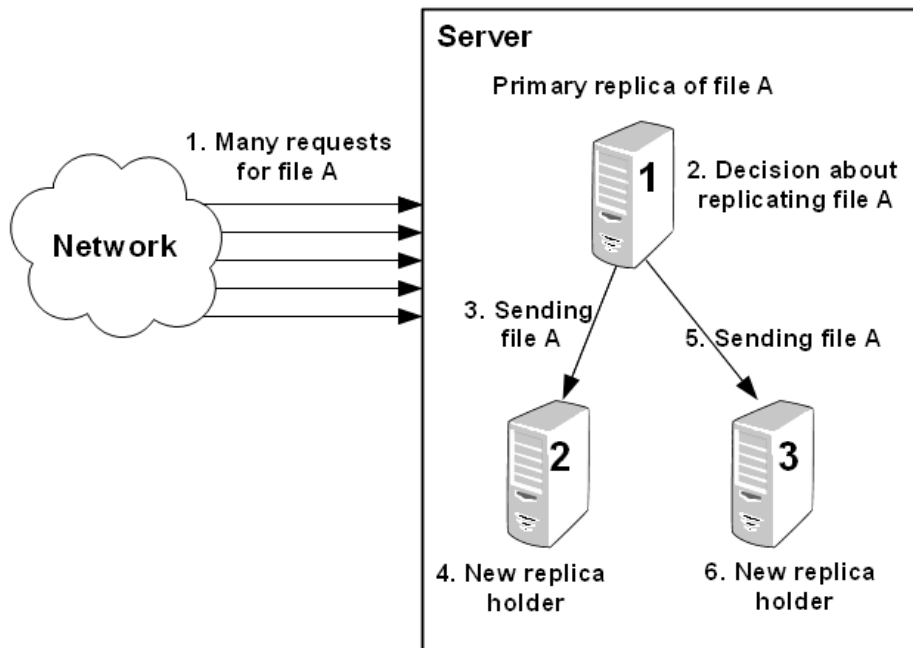 Server
Primary replica of file A
1. Many requests
for file A
1
2. Decision about
replicating file A
Network
3. Sending
file A
5. Sending file A
2
3
4. New replica
holder
6. New replica
holder